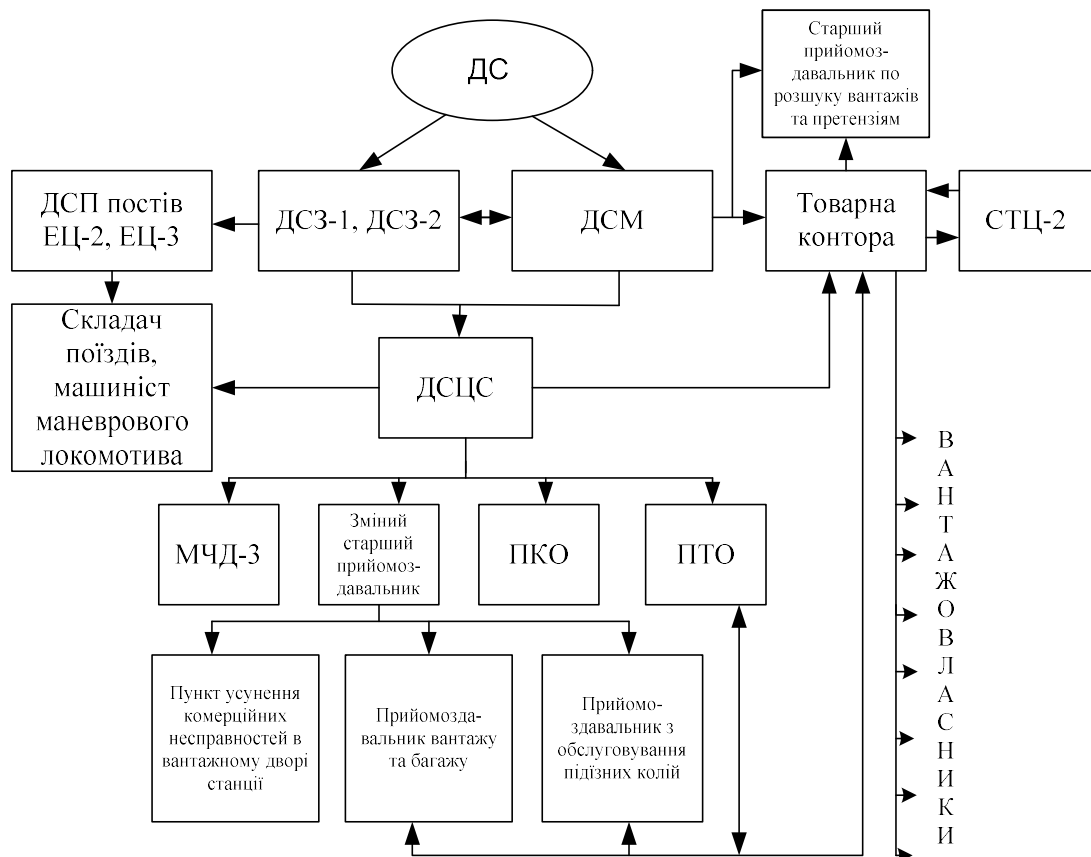 ДС
Старший
прийомоз-
давальник по
розшуку вантажів
та претензіям
ДСП постів
ЕЦ-2, ЕЦ-3
ДСЗ-1, ДСЗ-2
ДСМ
Товарна
контора
СТЦ-2
Складач
поїздів,
машиніст
маневрового
локомотива
ДСЦС
МЧД-3
Зміний
старший
прийомоз-
давальник
ПКО
ПТО
Пункт усунення
комерційних
несправностей в
вантажному дворі
станції
Прийомозда-
вальник вантажу
та багажу
Прийомо-
здавальник з
обслуговування
підїзних колій
В
А
Н
Т
А
Ж
О
В
Л
А
С
Н
И
К
И